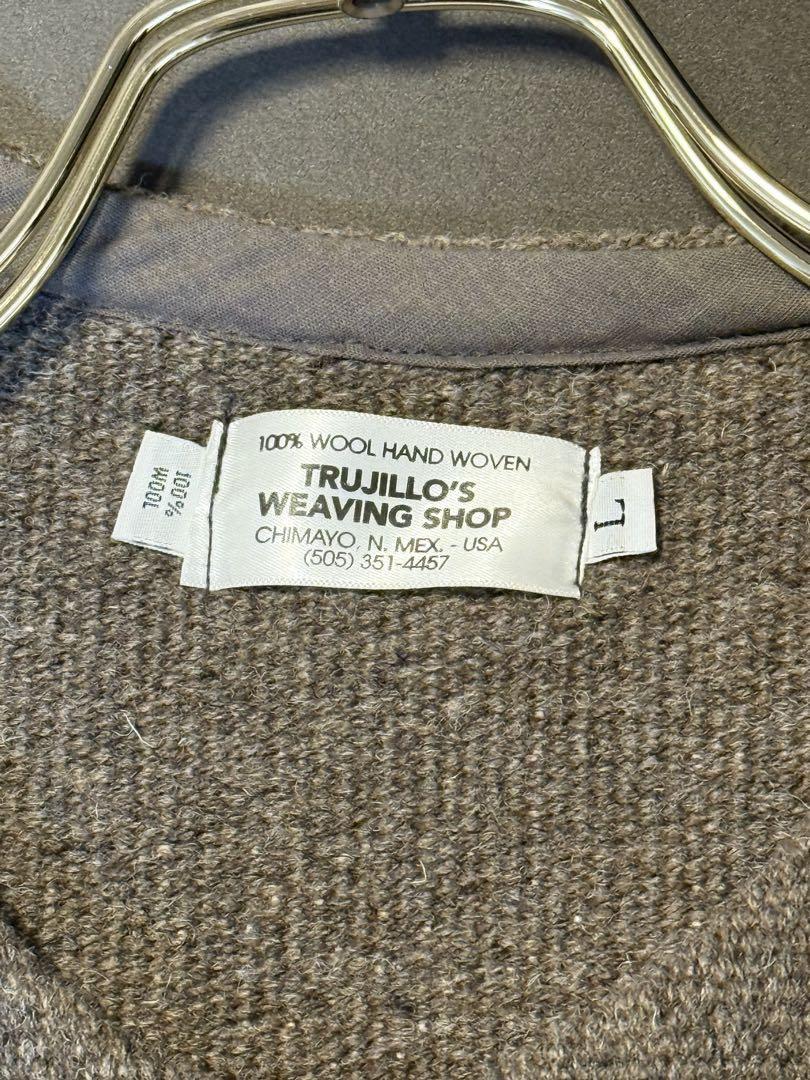 100% WOOL HAND WOVEN
TRUJILLO'S
WEAVING SHOP
CHIMAYO, N. MEX. - USA
(505) 351-4457
100%
WOOL
L